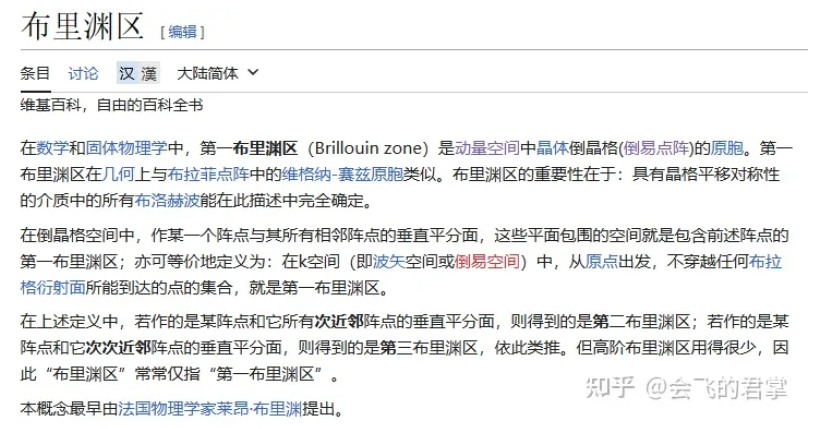 布里渊区 [编辑]
条目 讨论 汉 漢 大陆简体
维基百科，自由的百科全书
在数学和固体物理学中，第一布里渊区（Brillouin zone）是动量空间中晶体倒晶格(倒易点阵)的原胞。第一
布里渊区在几何上与布拉菲点阵中的维格纳-赛兹原胞类似。布里渊区的重要性在于：具有晶格平移对称性
的介质中的所有布洛赫波能在此描述中完全确定。
在倒晶格空间中，作某一个阵点与其所有相邻阵点的垂直平分面，这些平面包围的空间就是包含前述阵点的
第一布里渊区；亦可等价地定义为：在k空间（即波矢空间或倒易空间）中，从原点出发，不穿越任何布拉
格衍射面所能到达的点的集合，就是第一布里渊区。
在上述定义中，若作的是某阵点和它所有次近邻阵点的垂直平分面，则得到的是第二布里渊区；若作的是某
阵点和它次次近邻阵点的垂直平分面，则得到的是第三布里渊区，依此类推。但高阶布里渊区用得很少，因
此“布里渊区”常常仅指“第一布里渊区”。
本概念最早由法国物理学家莱昂·布里渊提出。
知乎 @会飞的君掌